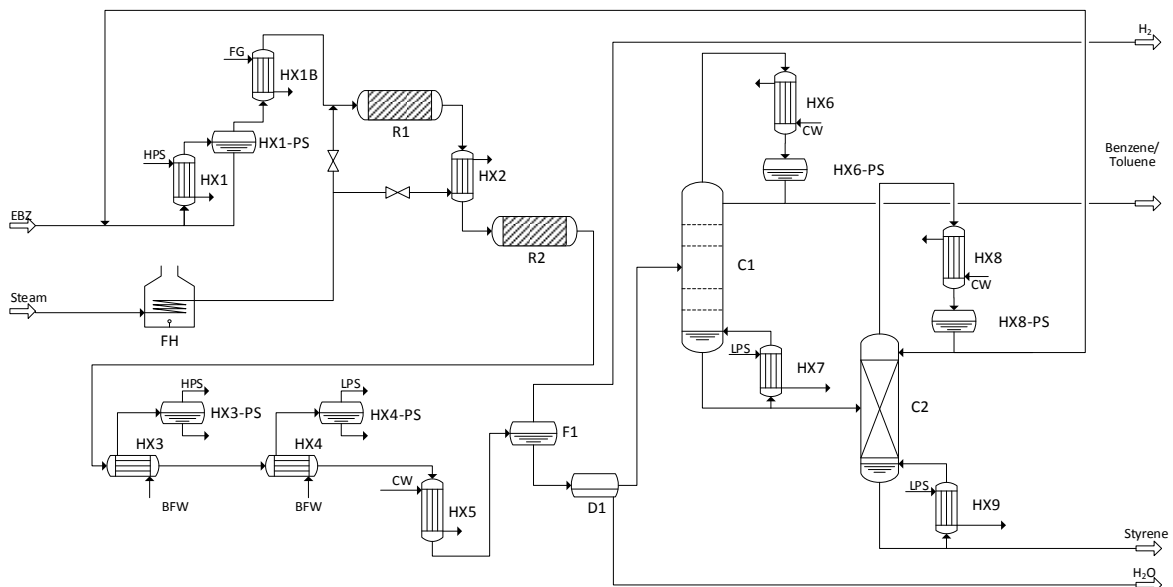 H₂
FG
HX1B
HX6
CW
R1
HX1-PS
HPS
HX1
HX2
HX6-PS
Benzene/
Toluene
EBZ
R2
C1
HX8
CW
Steam
FH
HX8-PS
LPS
HX7
HPS
LPS
HX3-PS
HX4-PS
C2
F1
HX3
HX4
CW
HX5
D1
LPS
HX9
BFW
BFW
Styrene
H₂O